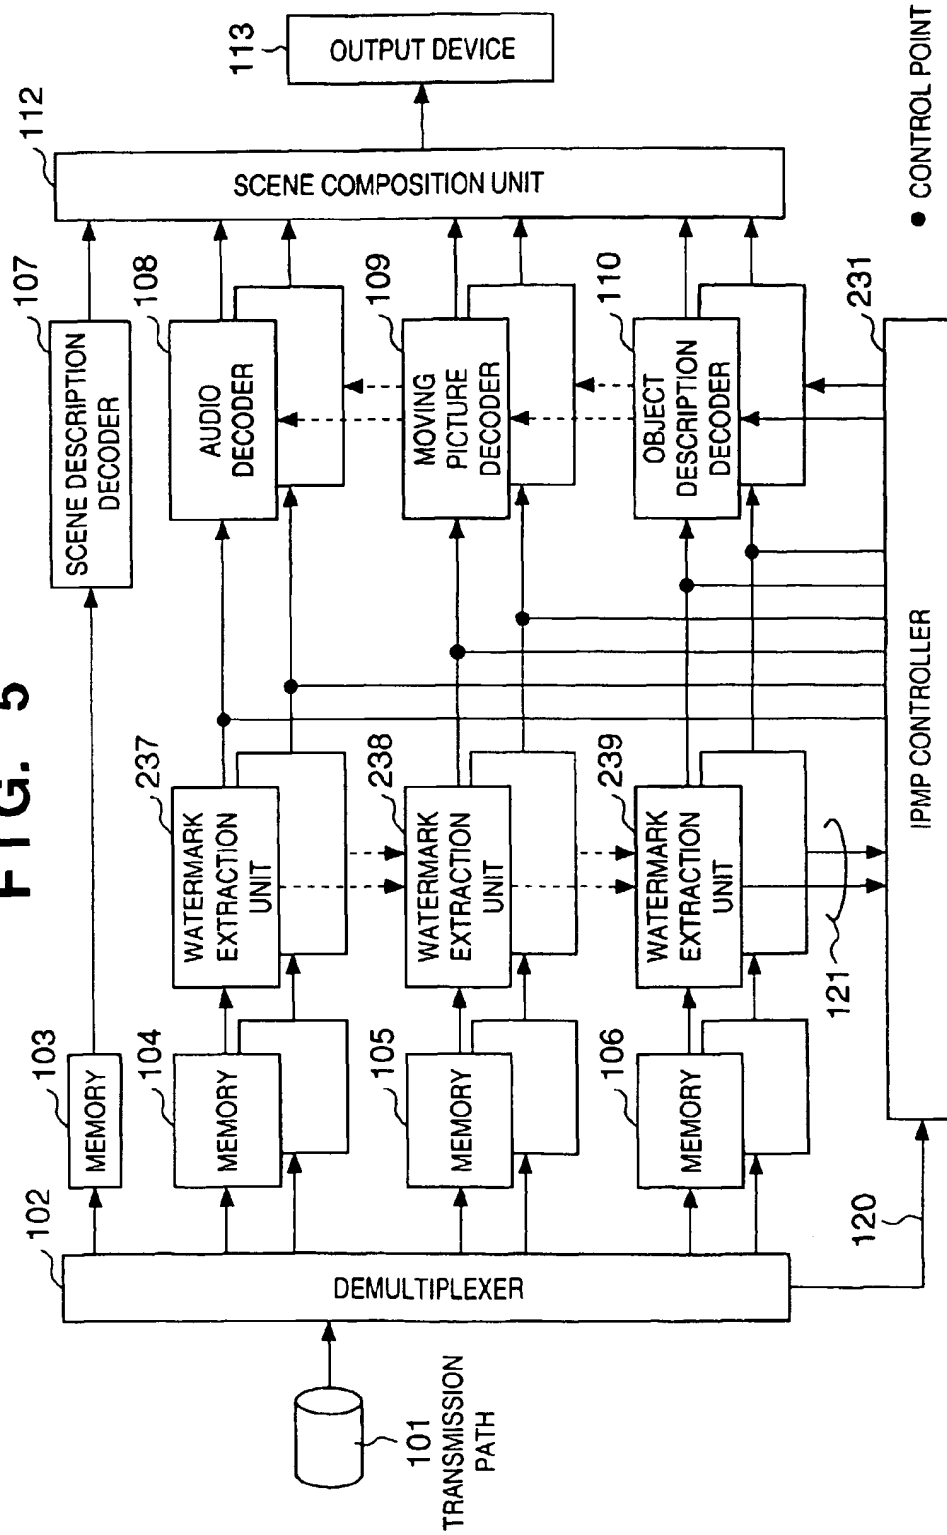 FIG. 5
101
TRANSMISSION
PATH
102
DEMULTIPLEXER
103
MEMORY
104
MEMORY
105
MEMORY
106
MEMORY
237
WATERMARK
EXTRACTION
UNIT
238
WATERMARK
EXTRACTION
UNIT
239
WATERMARK
EXTRACTION
UNIT
107
SCENE DESCRIPTION
DECODER
108
AUDIO
DECODER
109
MOVING
PICTURE
DECODER
110
OBJECT
DESCRIPTION
DECODER
112
SCENE COMPOSITION UNIT
113
OUTPUT DEVICE
120
121
231
IPMP CONTROLLER
● CONTROL POINT